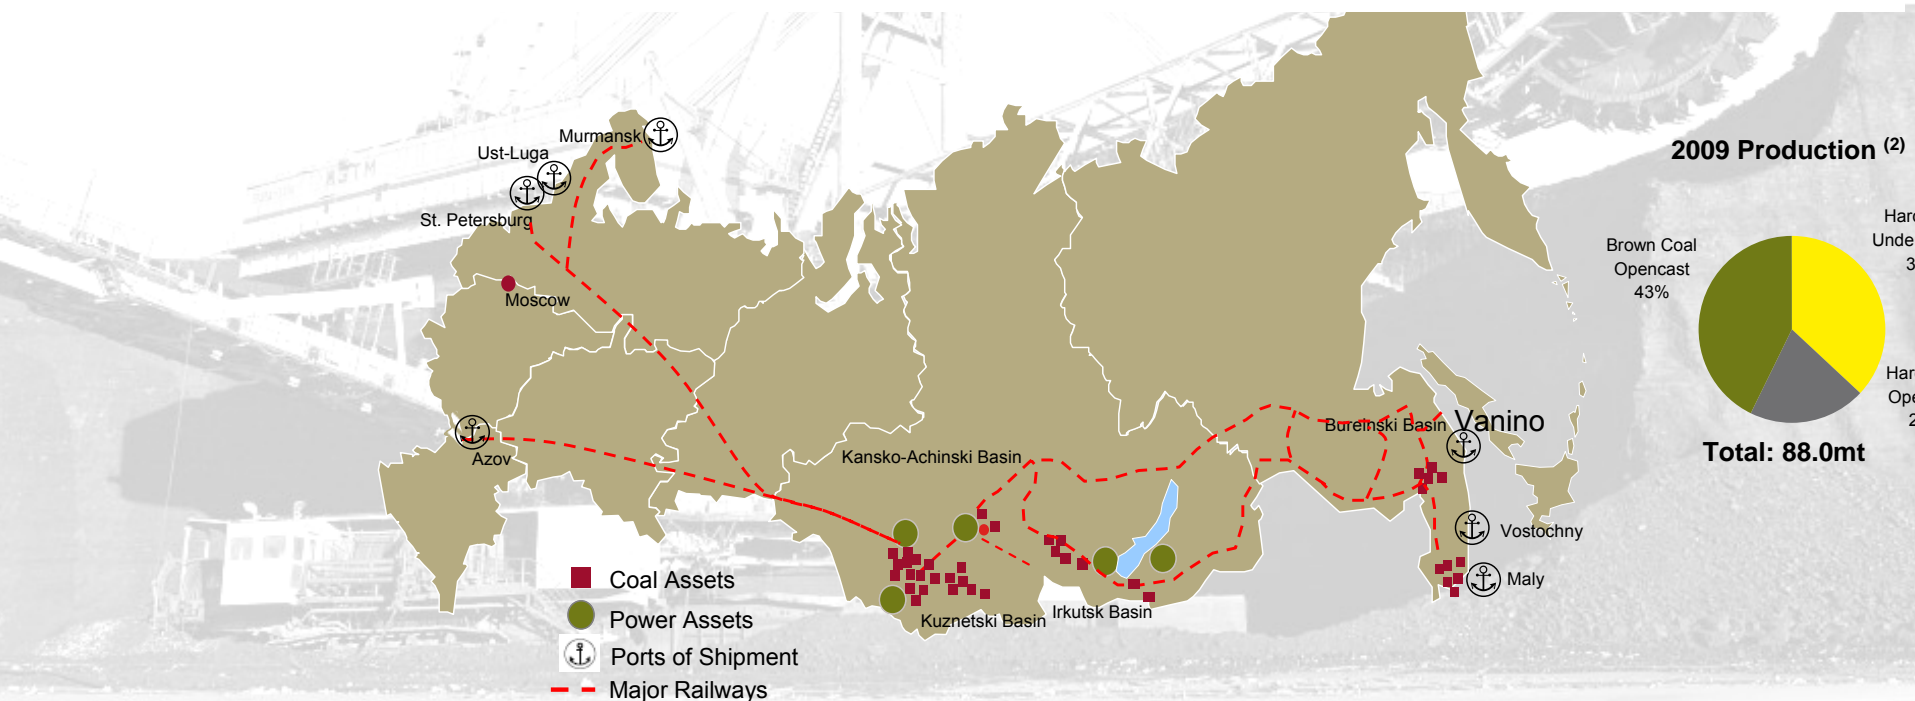 Murmansk
Ust-Luga
St. Petersburg
Moscow
Azov
Kansko-Achinski Basin
Bureinski Basin
Vanino
Vostochny
Maly
Irkutsk Basin
Kuznetski Basin
Coal Assets
Power Assets
Ports of Shipment
Major Railways
2009 Production (2)
Brown Coal
Opencast
43%
Total: 88.0mt